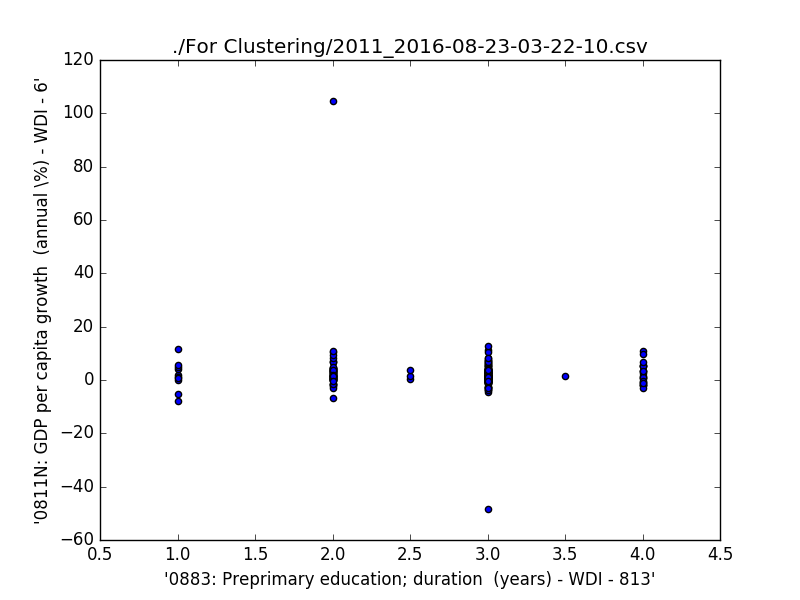 ./For Clustering/2011_2016-08-23-03-22-10.csv
120
100
80
60
40
20
0
−20
−40
−60
'0811N: GDP per capita growth  (annual \%) - WDI - 6'
0.5 1.0 1.5 2.0 2.5 3.0 3.5 4.0 4.5
'0883: Preprimary education; duration  (years) - WDI - 813'